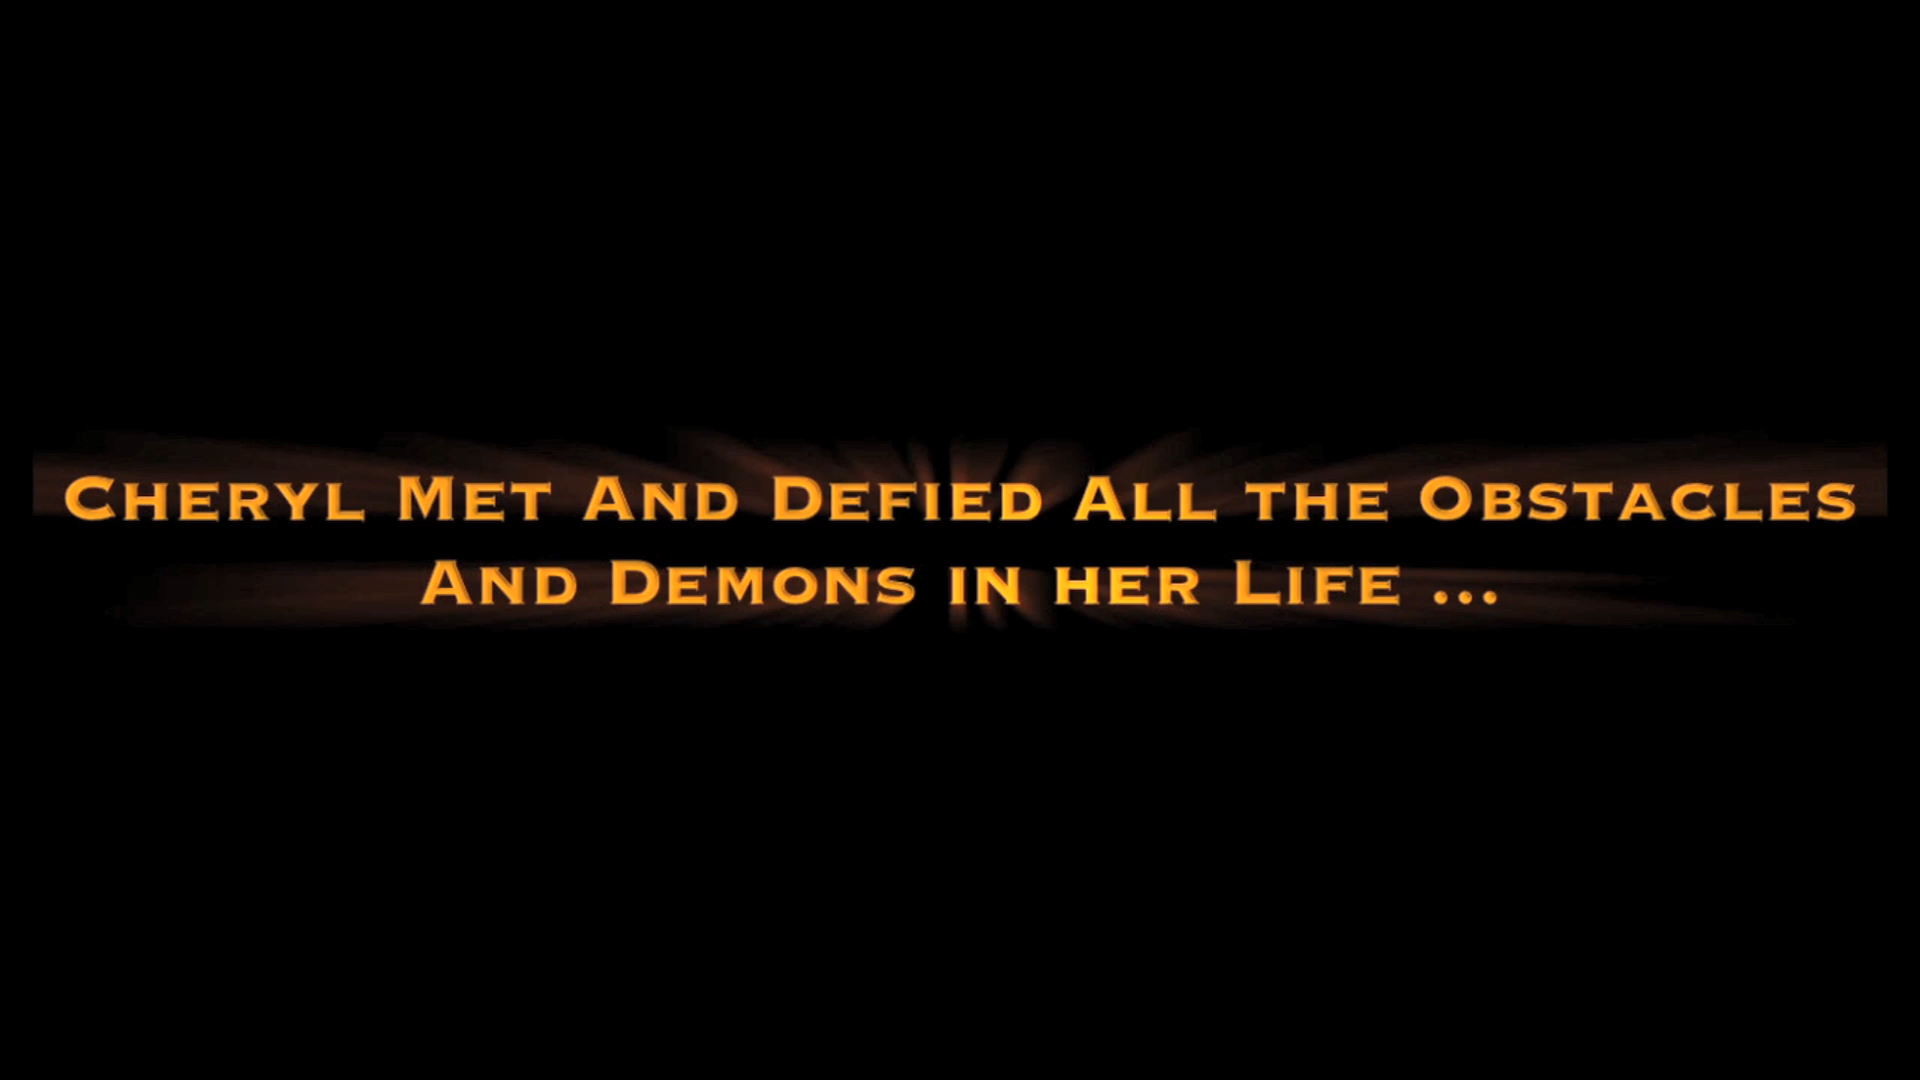 Cheryl Met And Defied All the Obstacles
And Demons in her Life ...